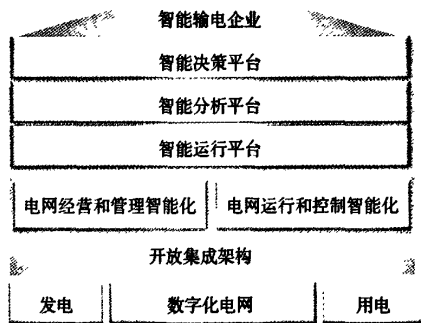 智能输电企业
智能决策平台
智能分析平台
智能运行平台
电网经营和管理智能化 电网运行和控制智能化
开放集成架构
发电 数字化电网 用电